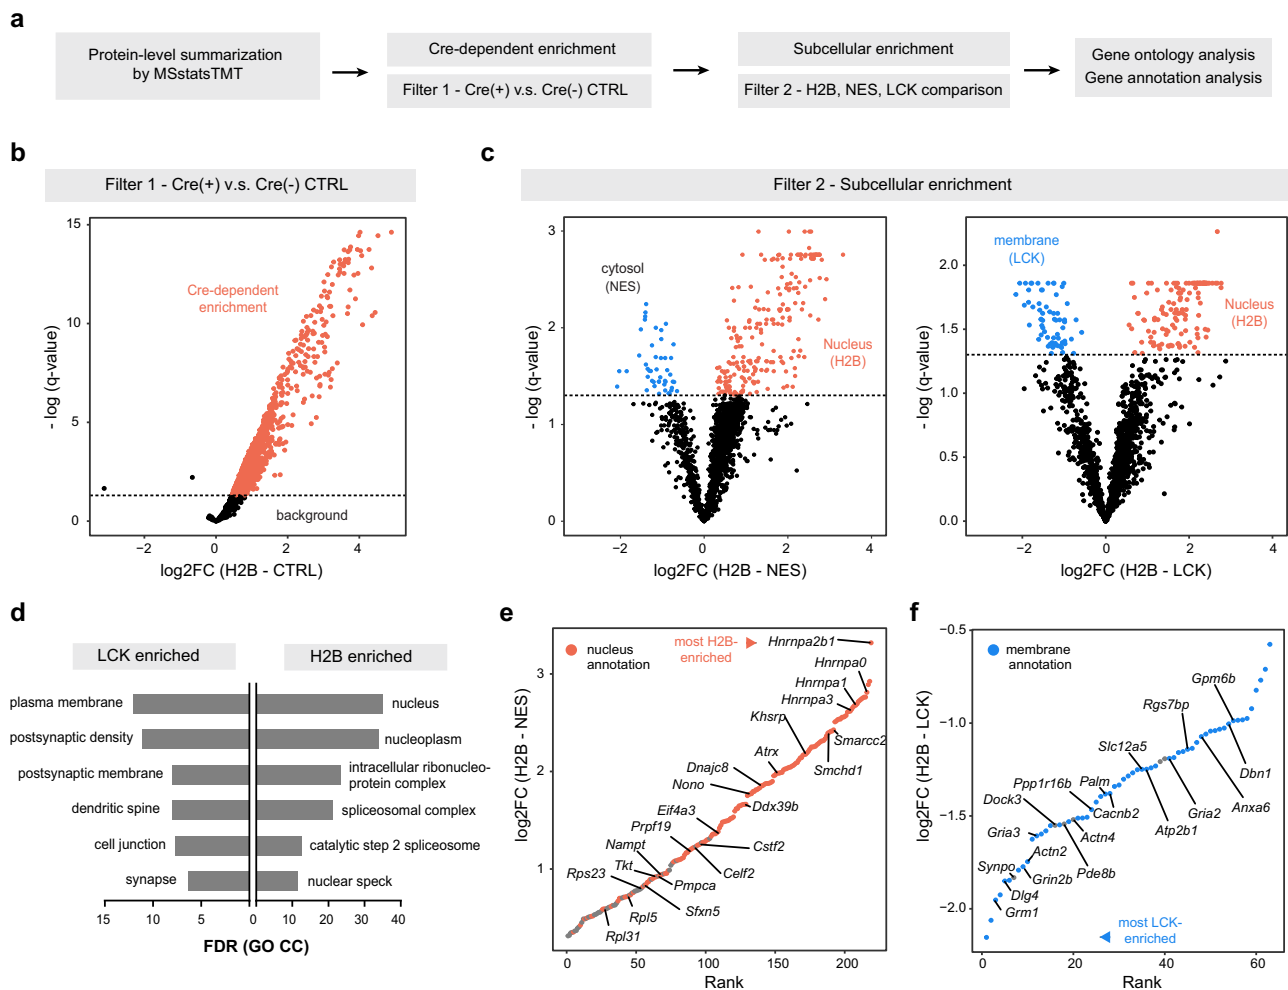 a
Protein-level summarization
by MSstatsTMT
Cre-dependent enrichment
Filter 1 - Cre(+) v.s. Cre(-) CTRL
Subcellular enrichment
Filter 2 - H2B, NES, LCK comparison
Gene ontology analysis
Gene annotation analysis
b
Filter 1 - Cre(+) v.s. Cre(-) CTRL
15
10
5
0
- log (q-value)
Cre-dependent
enrichment
background
−2
0
2
4
log2FC (H2B - CTRL)
c
Filter 2 - Subcellular enrichment
3
2
1
0
- log (q-value)
cytosol
(NES)
Nucleus
(H2B)
−2
0
2
4
log2FC (H2B - NES)
2.0
1.5
1.0
0.5
0.0
- log (q-value)
membrane
(LCK)
Nucleus
(H2B)
−2
0
2
4
log2FC (H2B - LCK)
d
LCK enriched
H2B enriched
plasma membrane
nucleus
postsynaptic density
nucleoplasm
postsynaptic membrane
intracellular ribonucleo-
protein complex
dendritic spine
spliceosomal complex
cell junction
catalytic step 2 spliceosome
synapse
nuclear speck
15
10
5
0
10
20
30
40
FDR (GO CC)
e
nucleus
annotation
most H2B-
enriched
Hnrnpa2b1
Hnrnpa0
Hnrnpa1
Hnrnpa3
Khsrp
Smarcc2
Atrx
Smchd1
Dnajc8
Nono
Ddx39b
Eif4a3
Prpf19
Cstf2
Nampt
Tkt
Celf2
Rps23
Pmpca
Sfxn5
Rpl5
Rpl31
3
2
1
log2FC (H2B - NES)
0
50
100
150
200
Rank
f
membrane
annotation
Gpm6b
Rgs7bp
Slc12a5
Dbn1
Ppp1r16b
Palm
Anxa6
Dock3
Cacnb2
Gria2
Gria3
Atp2b1
Actn4
Actn2
Pde8b
Synpo
Grin2b
Dlg4
Grm1
most LCK-
enriched
−0.5
−1.0
−1.5
−2.0
log2FC (H2B - LCK)
0
20
40
60
Rank